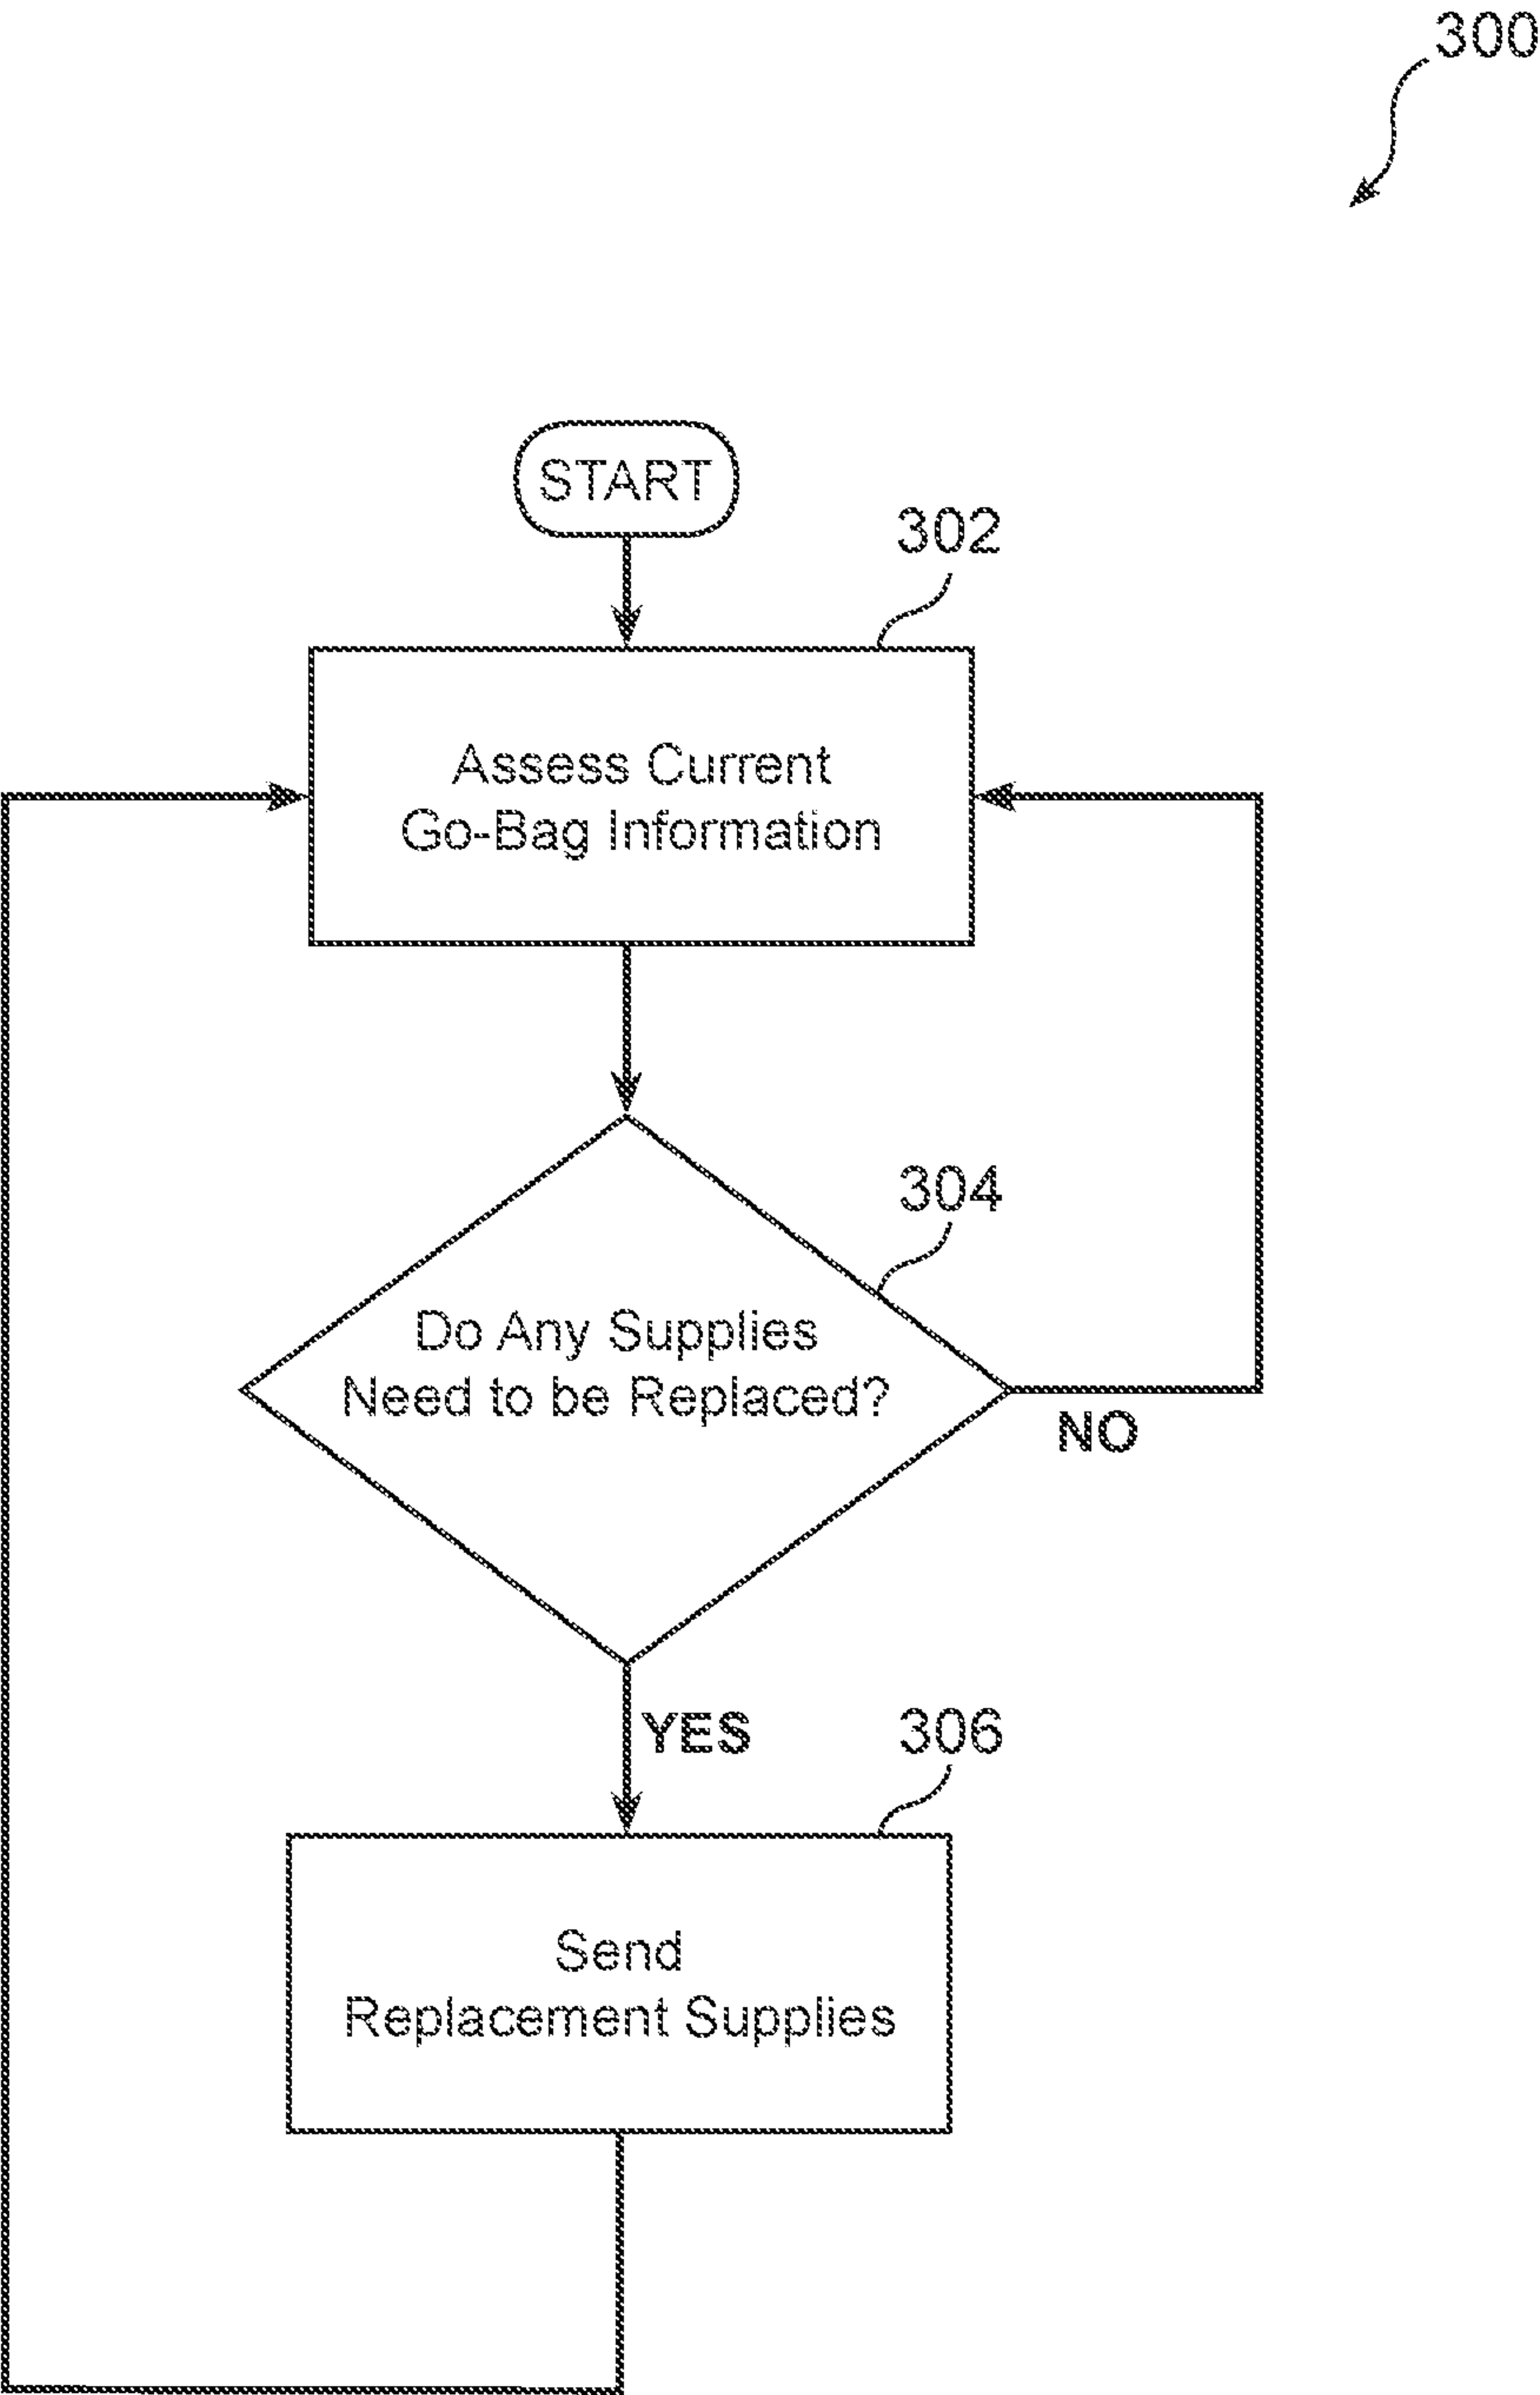 300
START
302
Assess Current
Go-Bag Information
304
Do Any Supplies
Need to be Replaced?
NO
YES
306
Send
Replacement Supplies